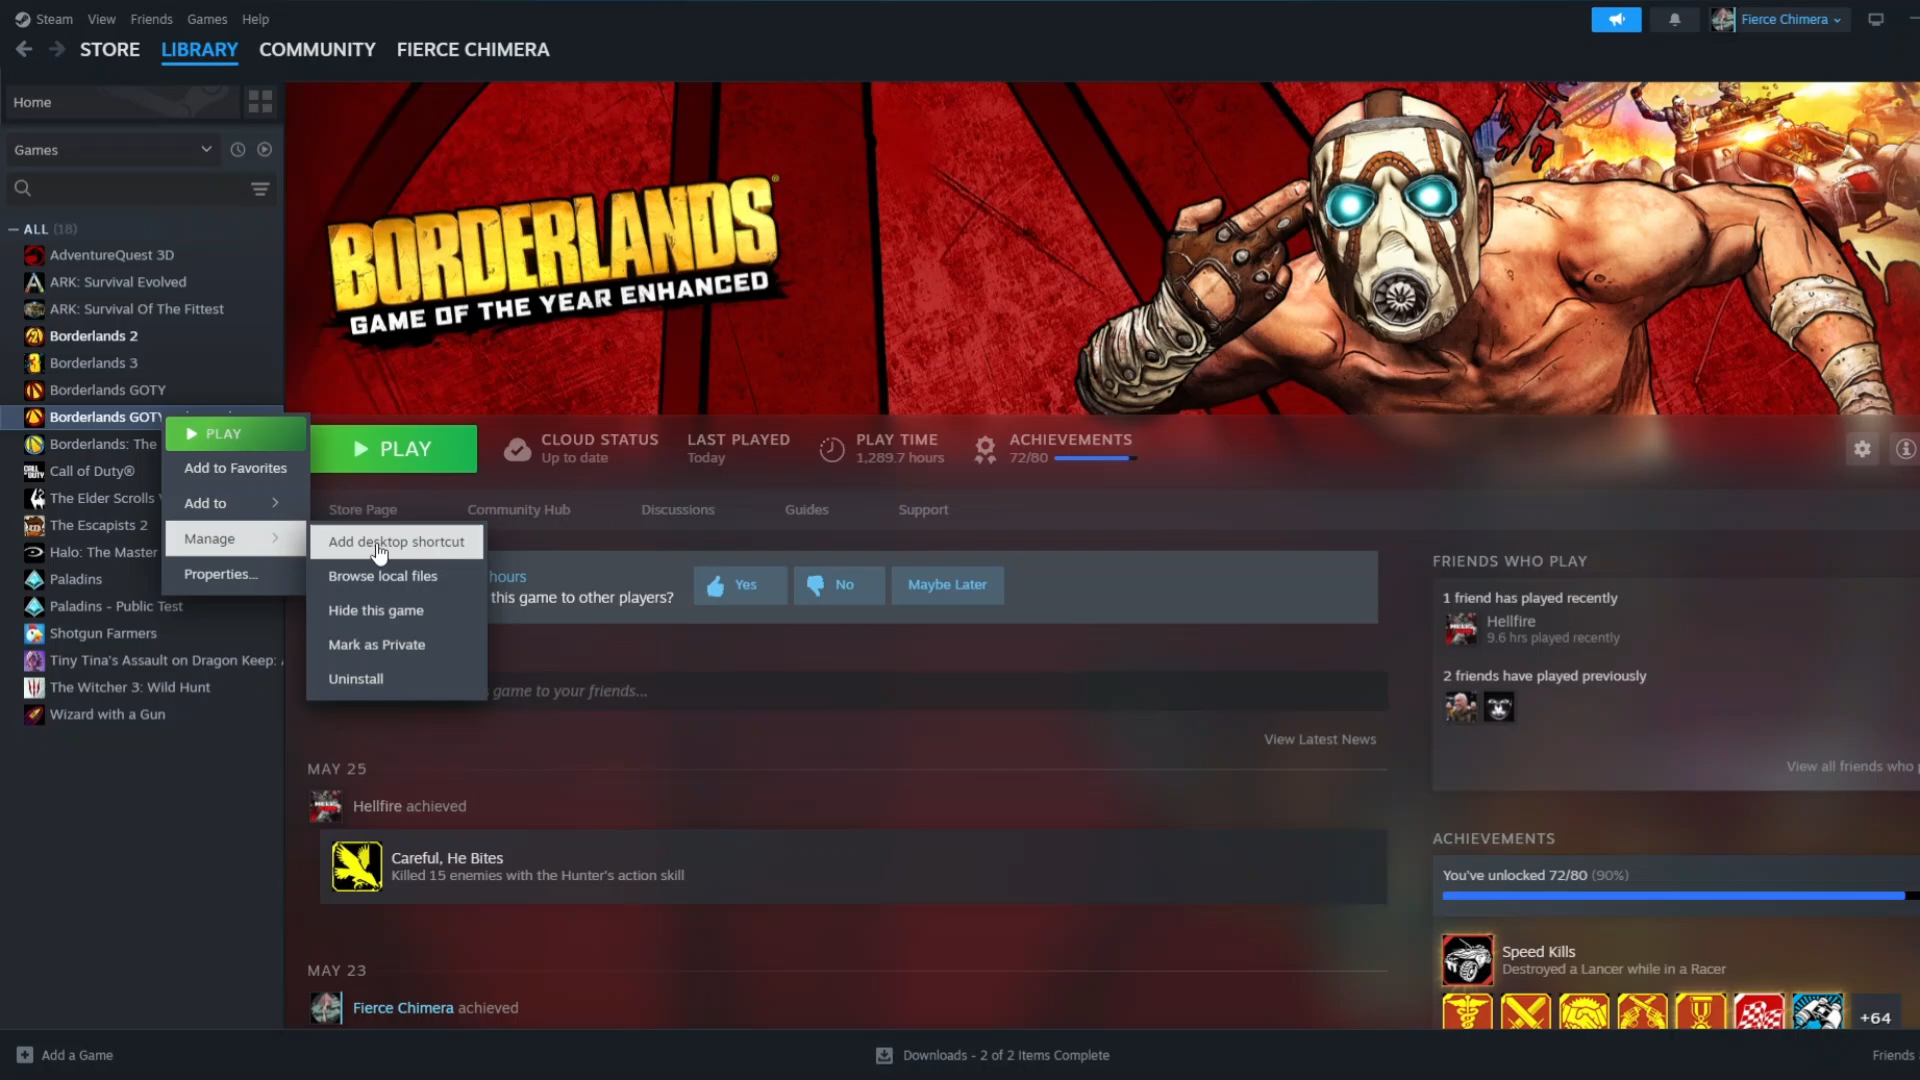 Steam View Friends Games Help
Fierce Chimera
STORE LIBRARY COMMUNITY FIERCE CHIMERA
Home
Games
ALL (18)
AdventureQuest 3D
ARK: Survival Evolved
ARK: Survival Of The Fittest
Borderlands 2
Borderlands 3
Borderlands GOTY
Borderlands GOTY
Borderlands: The
Call of Duty®
The Elder Scrolls
The Escapists 2
Halo: The Master
Paladins
Paladins - Public Test
Shotgun Farmers
Tiny Tina's Assault on Dragon Keep:
The Witcher 3: Wild Hunt
Wizard with a Gun
PLAY
Add to Favorites
Add to
Manage
Properties...
Add desktop shortcut
Browse local files
Hide this game
Mark as Private
Uninstall
BORDERLANDS
GAME OF THE YEAR ENHANCED
PLAY
CLOUD STATUS
Up to date
LAST PLAYED
Today
PLAY TIME
1,289.7 hours
ACHIEVEMENTS
72/80
Store Page Community Hub Discussions Guides Support
hours
this game to other players?
Yes
No
Maybe Later
game to your friends...
View Latest News
MAY 25
Hellfire achieved
Careful, He Bites
Killed 15 enemies with the Hunter's action skill
MAY 23
Fierce Chimera achieved
FRIENDS WHO PLAY
1 friend has played recently
Hellfire
9.6 hrs played recently
2 friends have played previously
View all friends who
ACHIEVEMENTS
You've unlocked 72/80 (90%)
Speed Kills
Destroyed a Lancer while in a Racer
+64
Add a Game
Downloads - 2 of 2 Items Complete
Friends